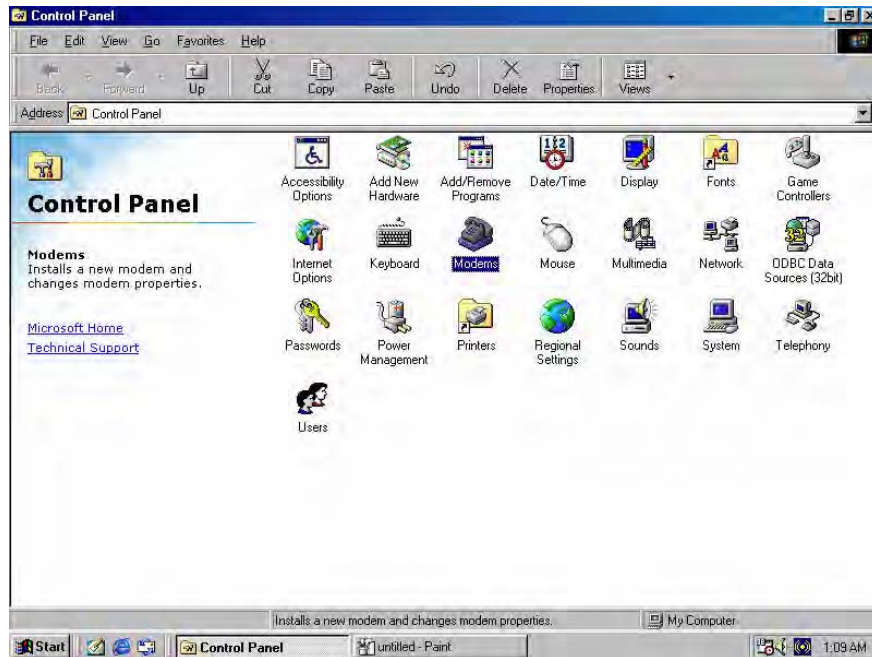 Control Panel
File Edit View Go Favorites Help
Back Forward Up Cut Copy Paste Undo Delete Properties Views
Address Control Panel
Control Panel
Modems
Installs a new modem and
changes modem properties.
Microsoft Home
Technical Support
Accessibility Options
Add New Hardware
Add/Remove Programs
Date/Time
Display
Fonts
Game Controllers
Internet Options
Keyboard
Modems
Mouse
Multimedia
Network
ODBC Data Sources (32bit)
Passwords
Power Management
Printers
Regional Settings
Sounds
System
Telephony
Users
Installs a new modem and changes modem properties. My Computer
Start Control Panel untitled - Paint 1:09 AM